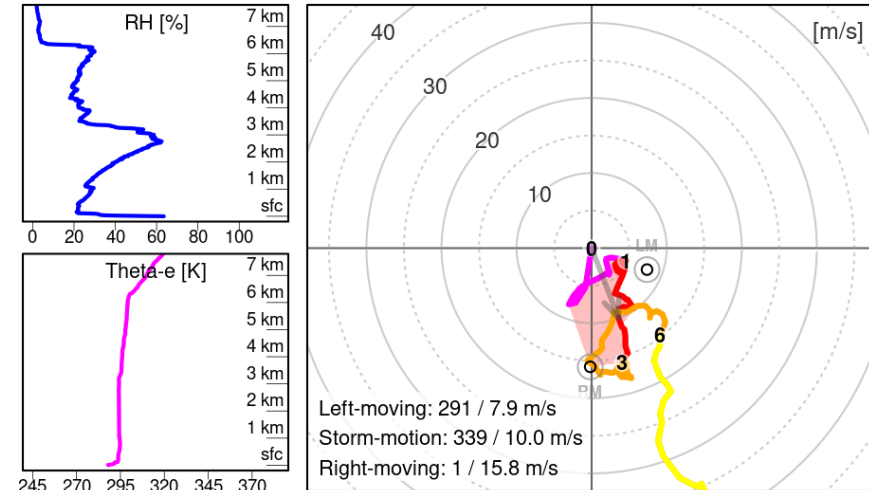 RH [%]
7 km
6 km
5 km
4 km
3 km
2 km
1 km
sfc
0 20 40 60 80 100
Theta-e [K]
7 km
6 km
5 km
4 km
3 km
2 km
1 km
sfc
245 270 295 320 345 370
[m/s]
40
30
20
10
0
1
LM
6
3
RM
Left-moving: 291 / 7.9 m/s
Storm-motion: 339 / 10.0 m/s
Right-moving: 1 / 15.8 m/s